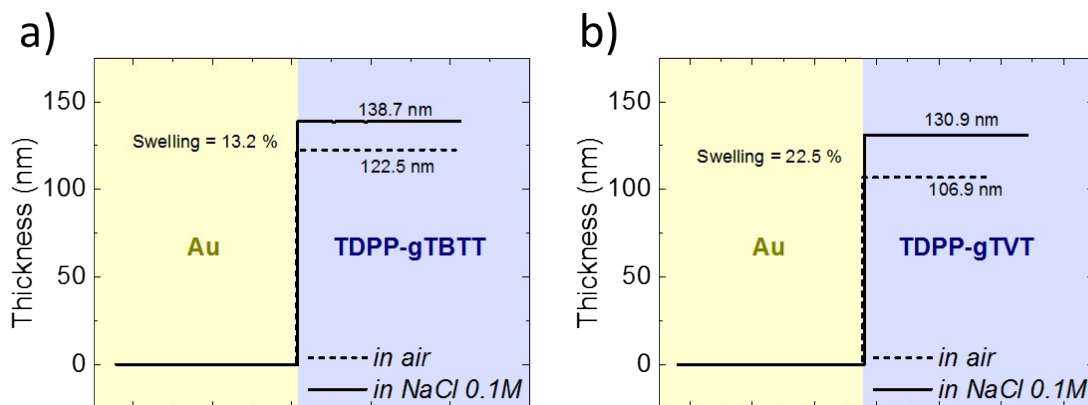 a)
Thickness (nm)
150
100
50
0
138.7 nm
Swelling = 13.2 %
122.5 nm
Au
TDPP-gTBTT
in air
in NaCl 0.1M
b)
Thickness (nm)
150
100
50
0
130.9 nm
Swelling = 22.5 %
106.9 nm
Au
TDPP-gTVT
in air
in NaCl 0.1M